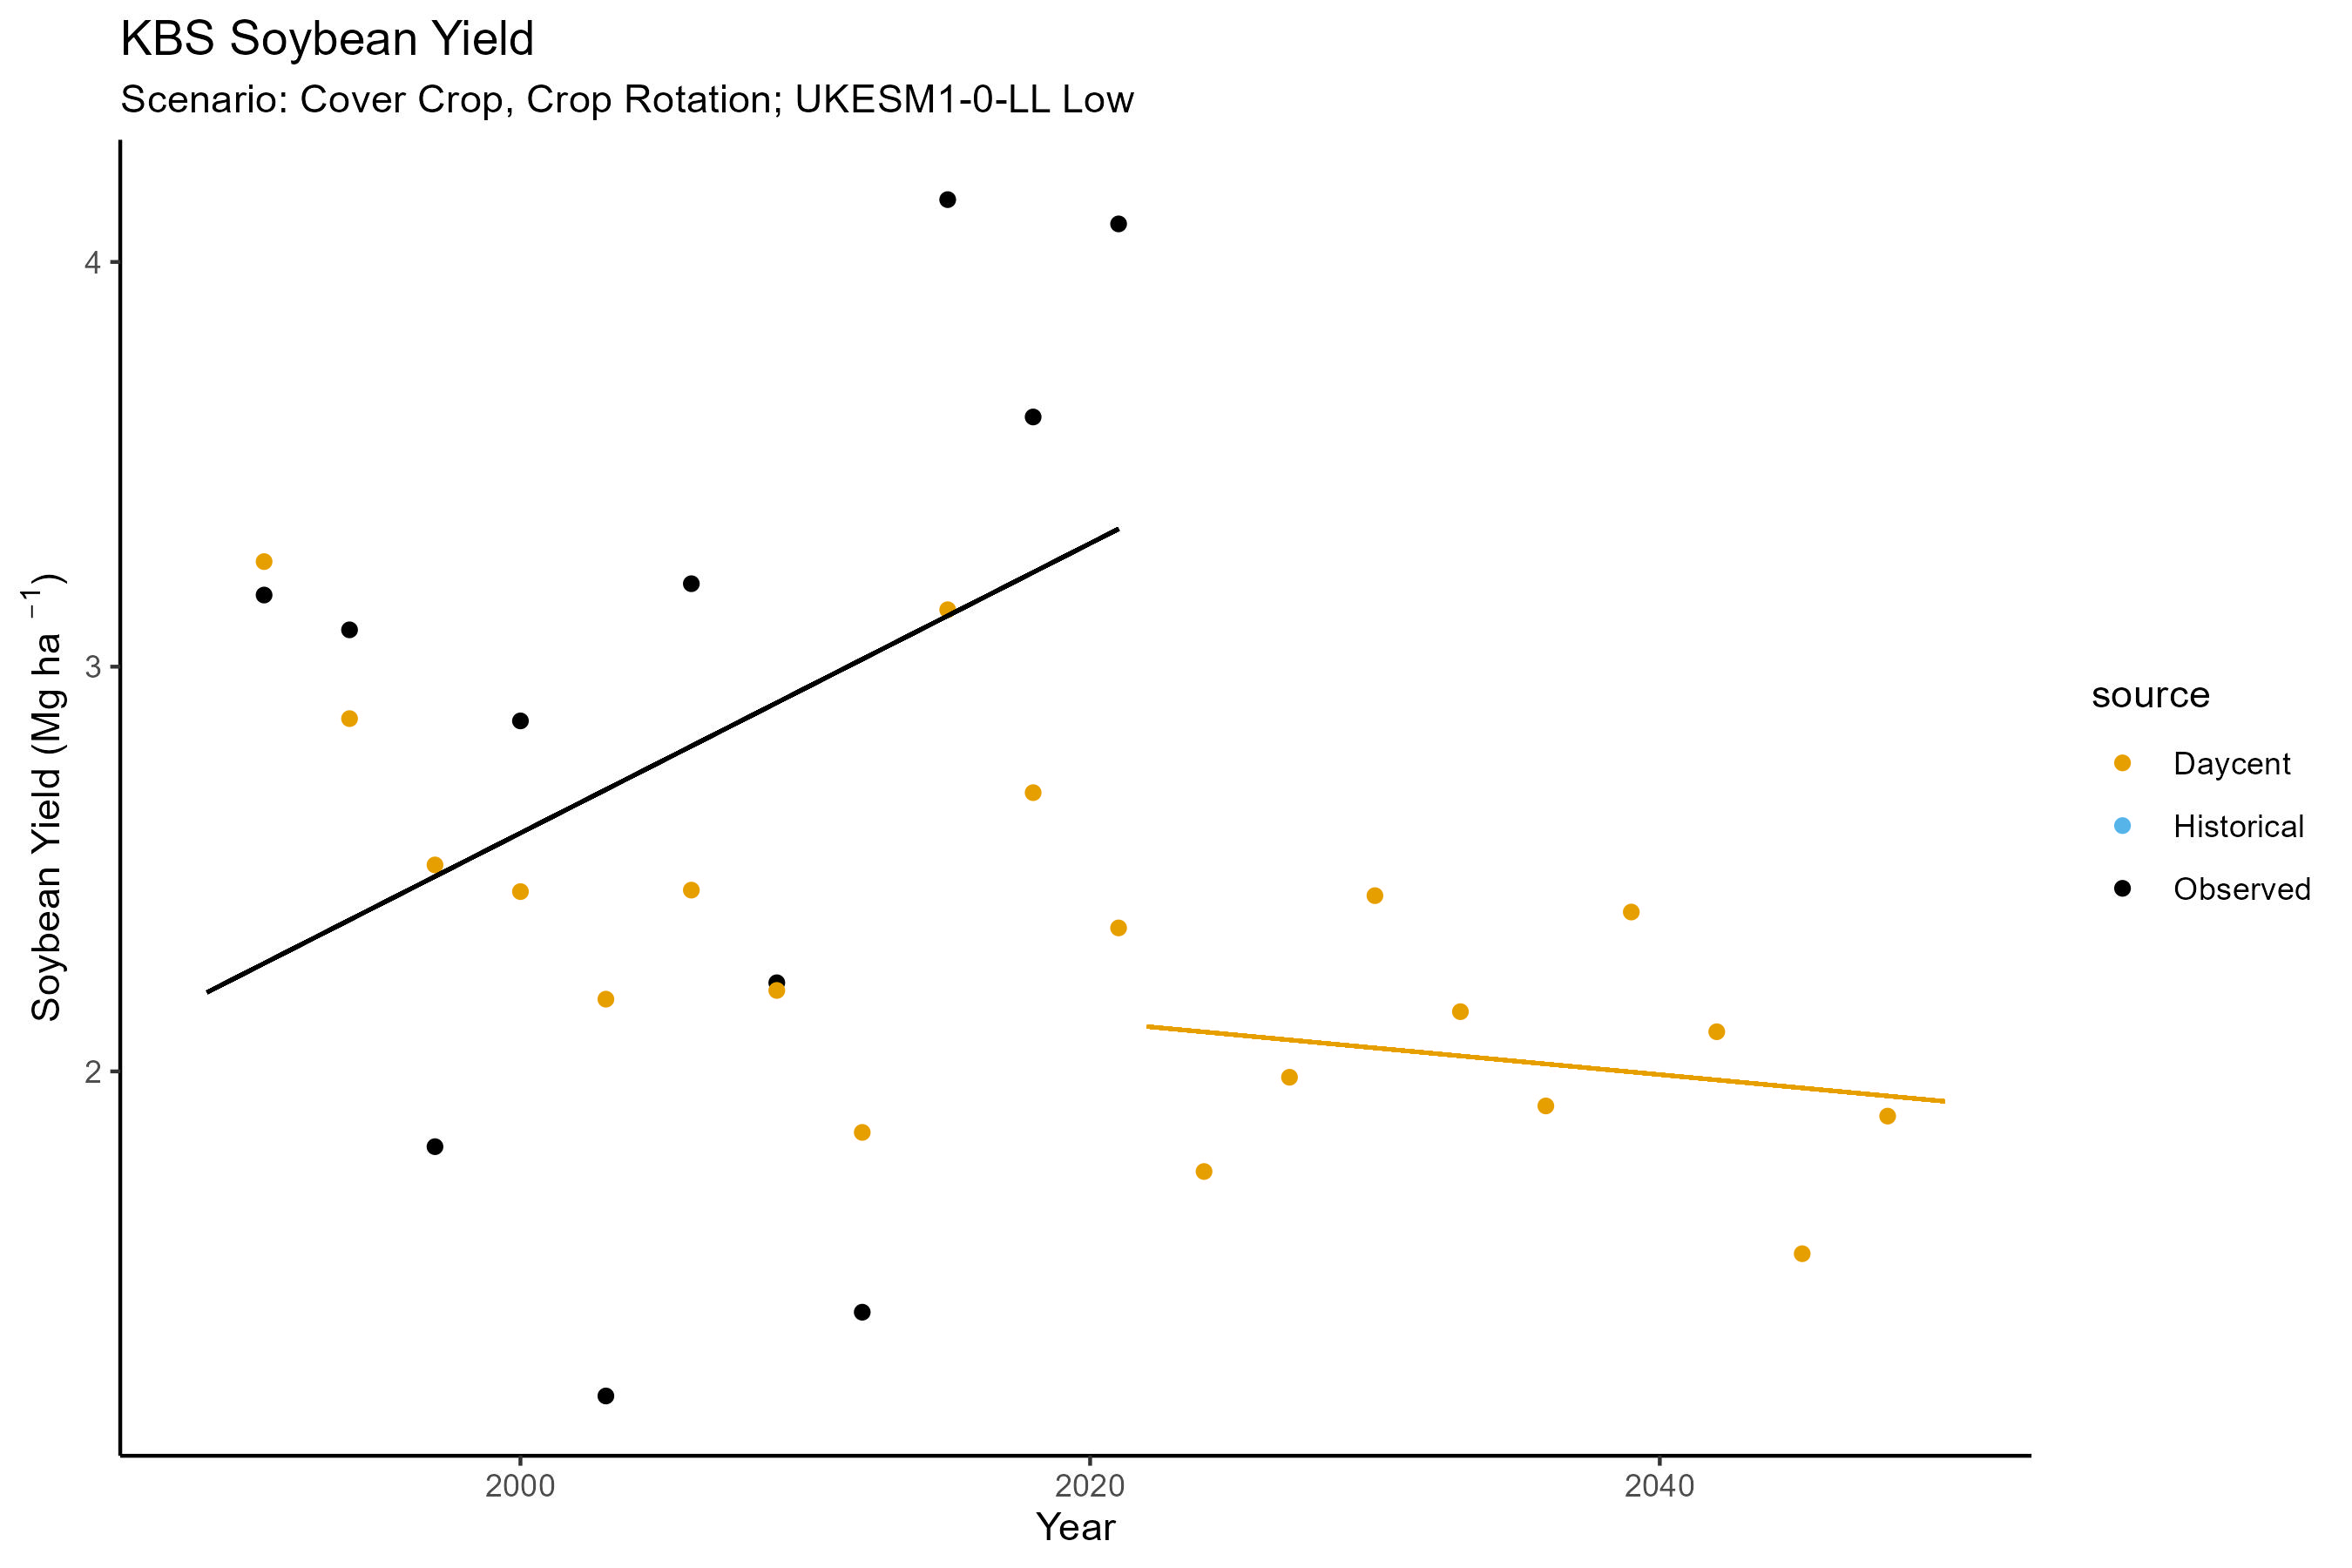 KBS Soybean Yield
Scenario: Cover Crop, Crop Rotation; UKESM1-0-LL Low
Soybean Yield (Mg ha ⁻¹)
4
3
2
2000
2020
2040
Year
source
Daycent
Historical
Observed